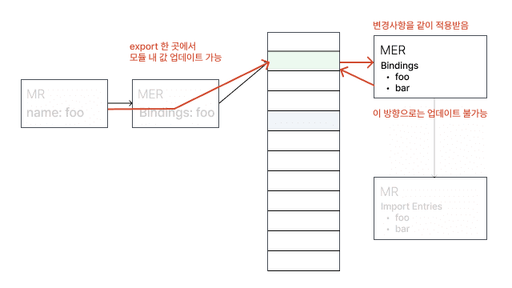 export 한 곳에서
모듈 내 값 업데이트 가능
MR
name: foo
MER
Bindings: foo
변경사항을 같이 적용받음
MER
Bindings
• foo
• bar
이 방향으로는 업데이트 불가능
MR
Import Entries
• foo
• bar